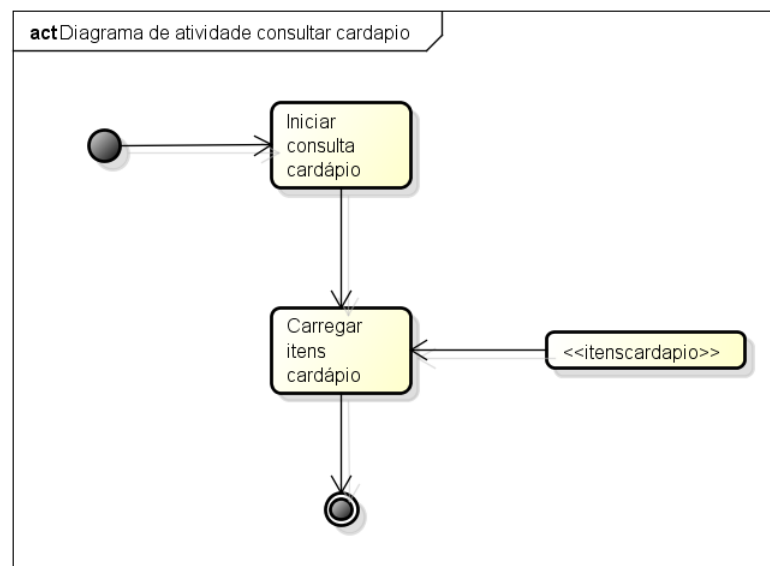 act Diagrama de atividade consultar cardapio
Iniciar
consulta
cardápio
Carregar
itens
cardápio
<<itenscardapio>>